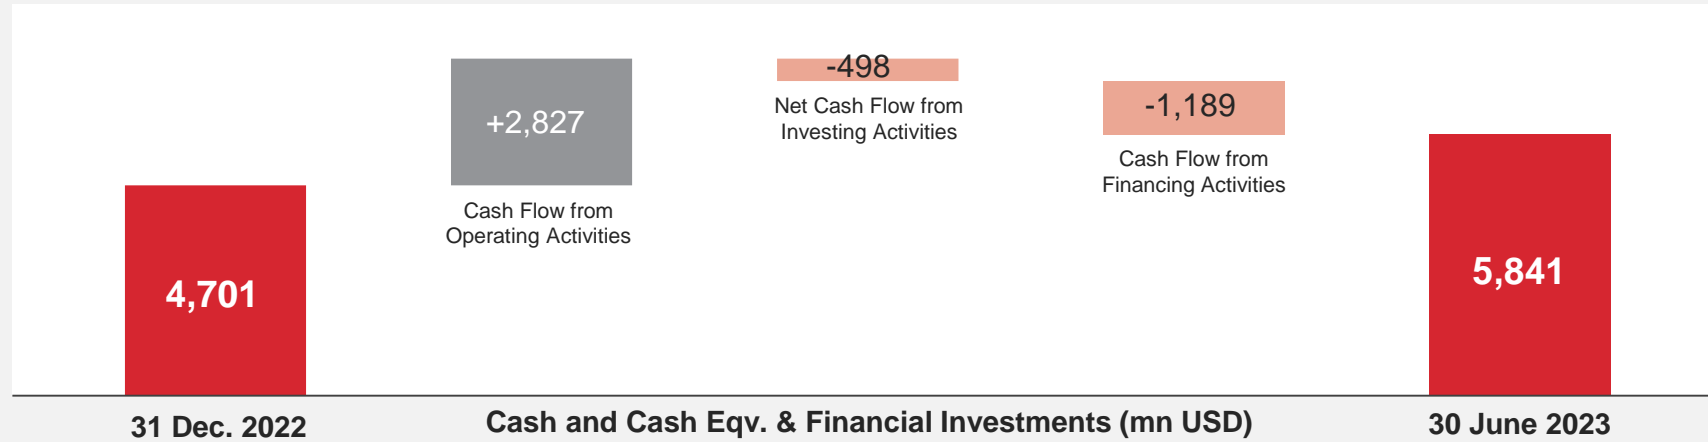 4,701
+2,827
Cash Flow from
Operating Activities
-498
Net Cash Flow from
Investing Activities
-1,189
Cash Flow from
Financing Activities
5,841
31 Dec. 2022
Cash and Cash Eqv. & Financial Investments (mn USD)
30 June 2023